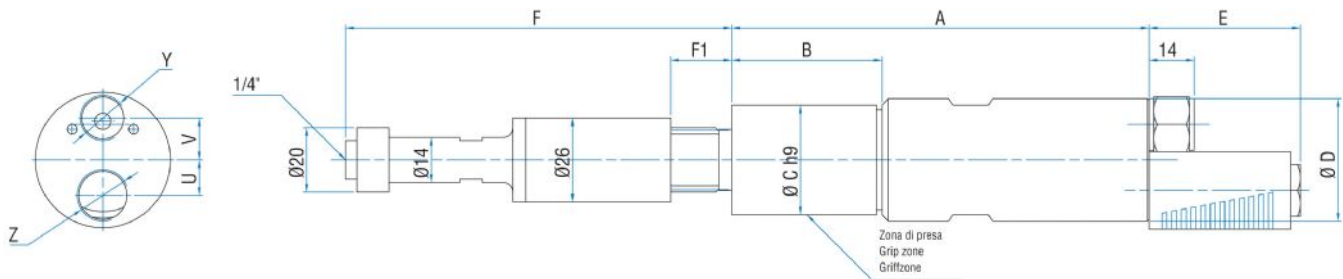 F
A
E
F1
B
14
Y
1/4"
V
U
Z
Ø20
Ø14
Ø26
Ø C h9
Ø D
Zona di presa
Grip zone
Griffzone